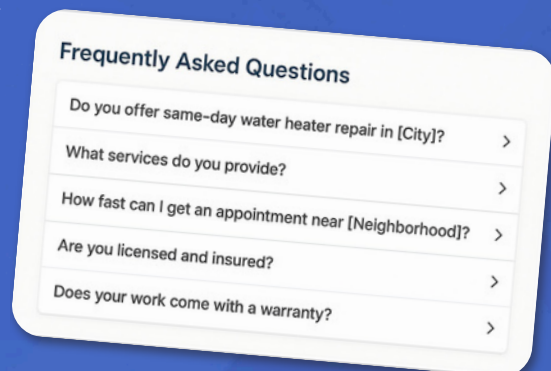 Frequently Asked Questions
Do you offer same-day water heater repair in [City]?
What services do you provide?
How fast can I get an appointment near [Neighborhood]?
Are you licensed and insured?
Does your work come with a warranty?